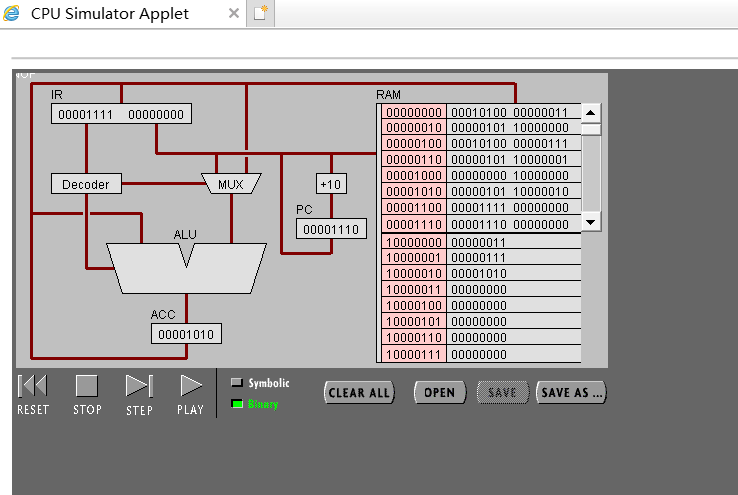 CPU Simulator Applet
NOP
IR
00001111 00000000
Decoder
MUX
+10
PC
00001110
ALU
ACC
00001010
RAM
00000000 00010100 00000011
00000010 00000101 10000000
00000100 00010100 00000111
00000110 00000101 10000001
00001000 00000000 10000000
00001010 00000101 10000010
00001100 00001111 00000000
00001110 00001110 00000000
10000000 00000011
10000001 00000111
10000010 00001010
10000011 00000000
10000100 00000000
10000101 00000000
10000110 00000000
10000111 00000000
RESET STOP STEP PLAY
Symbolic
Binary
CLEAR ALL OPEN SAVE SAVE AS ...